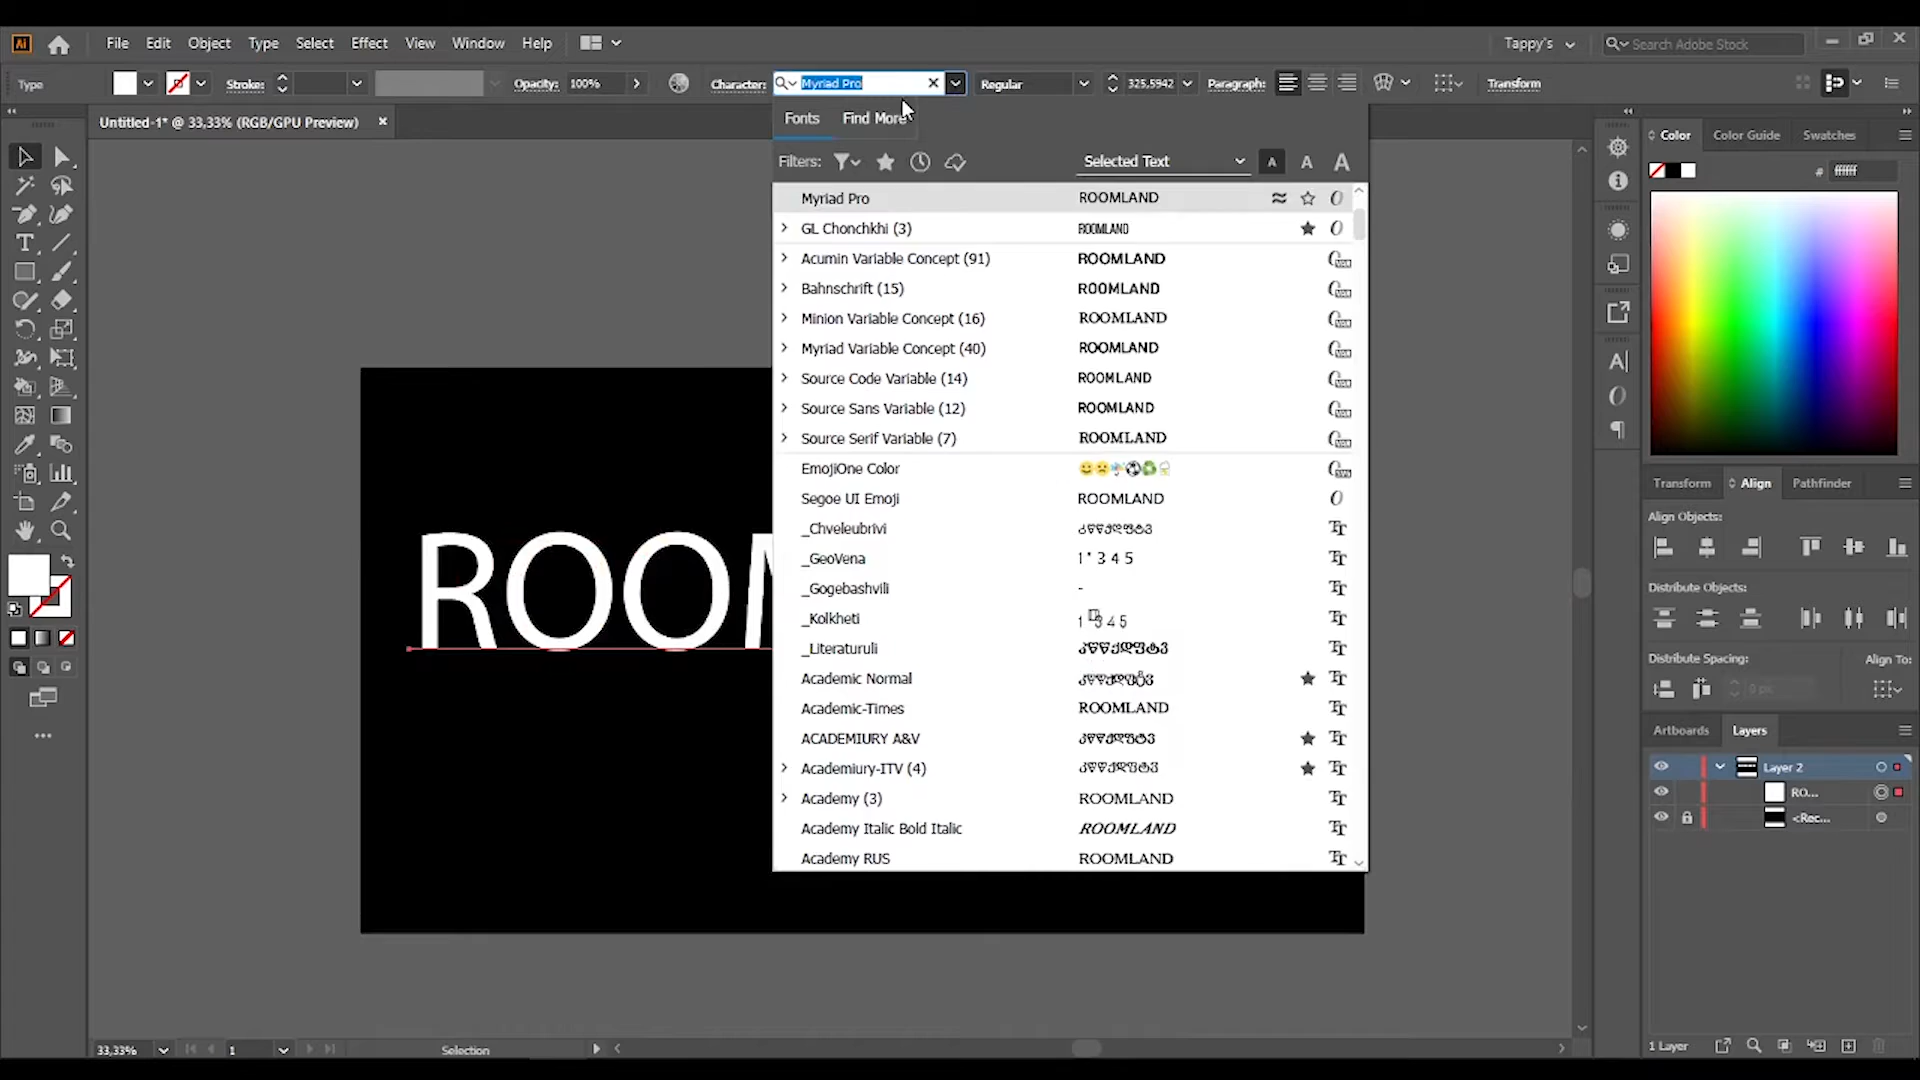 Ai File Edit Object Type Select Effect View Window Help Tappy's Search Adobe Stock
Type Stroke: Opacity: 100% Character: Myriad Pro Regular 325,5942 Paragraph: Transform
Untitled-1* @ 33,33% (RGB/GPU Preview)
Fonts Find More
Filters: Selected Text A A A
Myriad Pro ROOMLAND
GL Chonchkhi (3) ROOMLAND
Acumin Variable Concept (91) ROOMLAND
Bahnschrift (15) ROOMLAND
Minion Variable Concept (16) ROOMLAND
Myriad Variable Concept (40) ROOMLAND
Source Code Variable (14) ROOMLAND
Source Sans Variable (12) ROOMLAND
Source Serif Variable (7) ROOMLAND
EmojiOne Color
Segoe UI Emoji ROOMLAND
_Chveleubrivi
_GeoVena 1" 3 4 5
_Gogebashvili -
_Kolkheti
_Literaturuli
Academic Normal
Academic-Times ROOMLAND
ACADEMIURY A&V
Academiury-ITV (4)
Academy (3) ROOMLAND
Academy Italic Bold Italic ROOMLAND
Academy RUS ROOMLAND
ROOM
Color Color Guide Swatches
# ffffff
Transform Align Pathfinder
Align Objects:
Distribute Objects:
Distribute Spacing: Align To:
0 px
Artboards Layers
Layer 2
RO...
<Rec...
1 Layer
33,33% 1 Selection